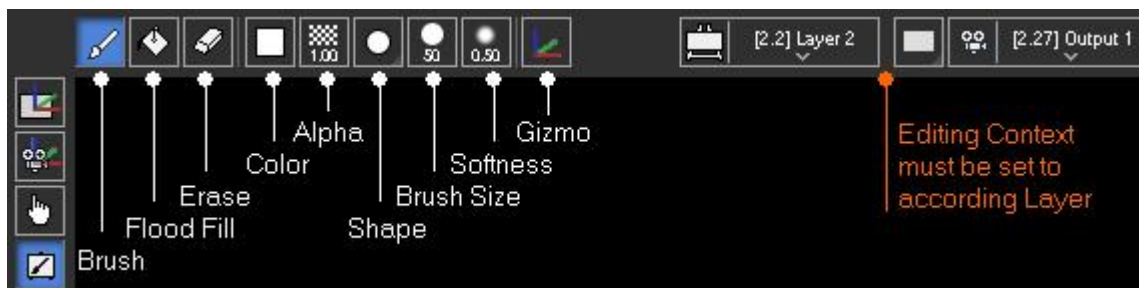 1.00
50
0.50
[2.2] Layer 2
[2.27] Output 1
Alpha
Gizmo
Color
Softness
Erase
Brush Size
Flood Fill
Shape
Brush
Editing Context
must be set to
according Layer